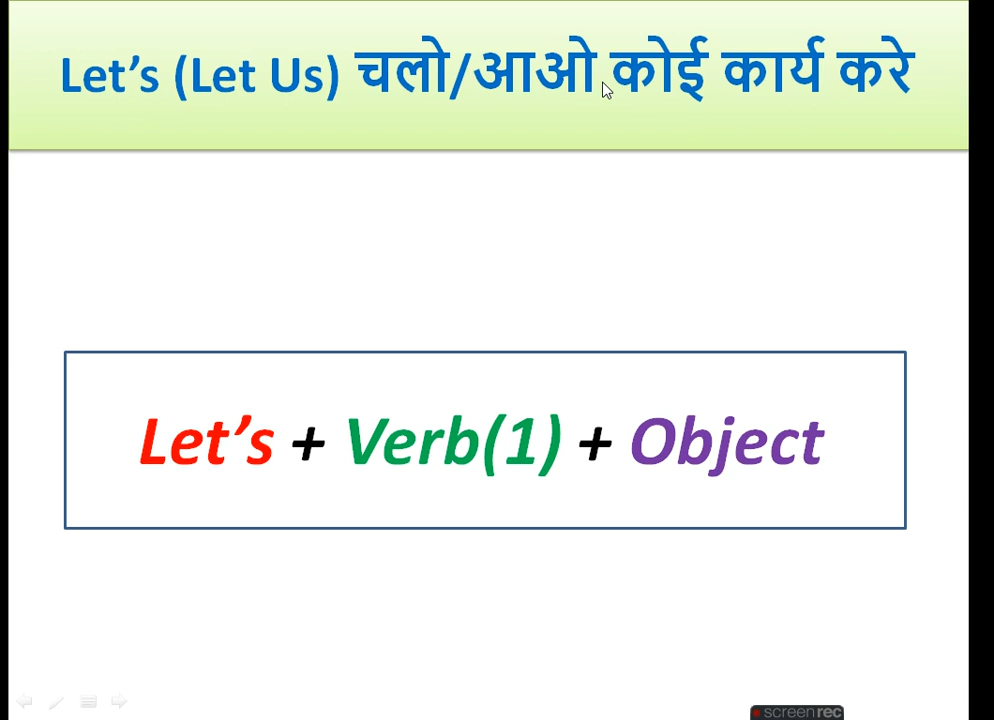 Let’s (Let Us) चलो/आओ कोई कार्य करे
Let’s + Verb(1) + Object
screenrec